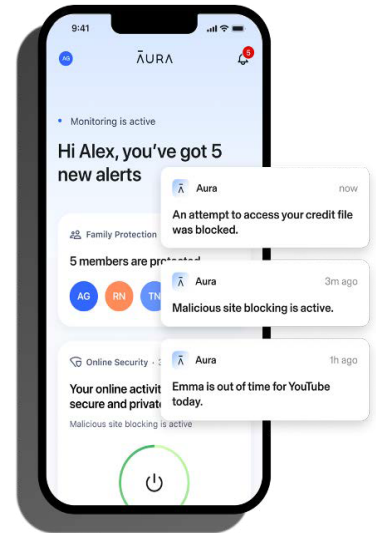 9:41
AG
ĀURA
5
Monitoring is active
Hi Alex, you’ve got 5
new alerts
Family Protection
5 members are protected
AG
RN
TN
Ā
Aura
now
An attempt to access your credit file
was blocked.
Ā
Aura
3m ago
Malicious site blocking is active.
Ā
Aura
1h ago
Emma is out of time for YouTube
today.
Online Security ·
Your online activit
secure and privat
Malicious site blocking is active